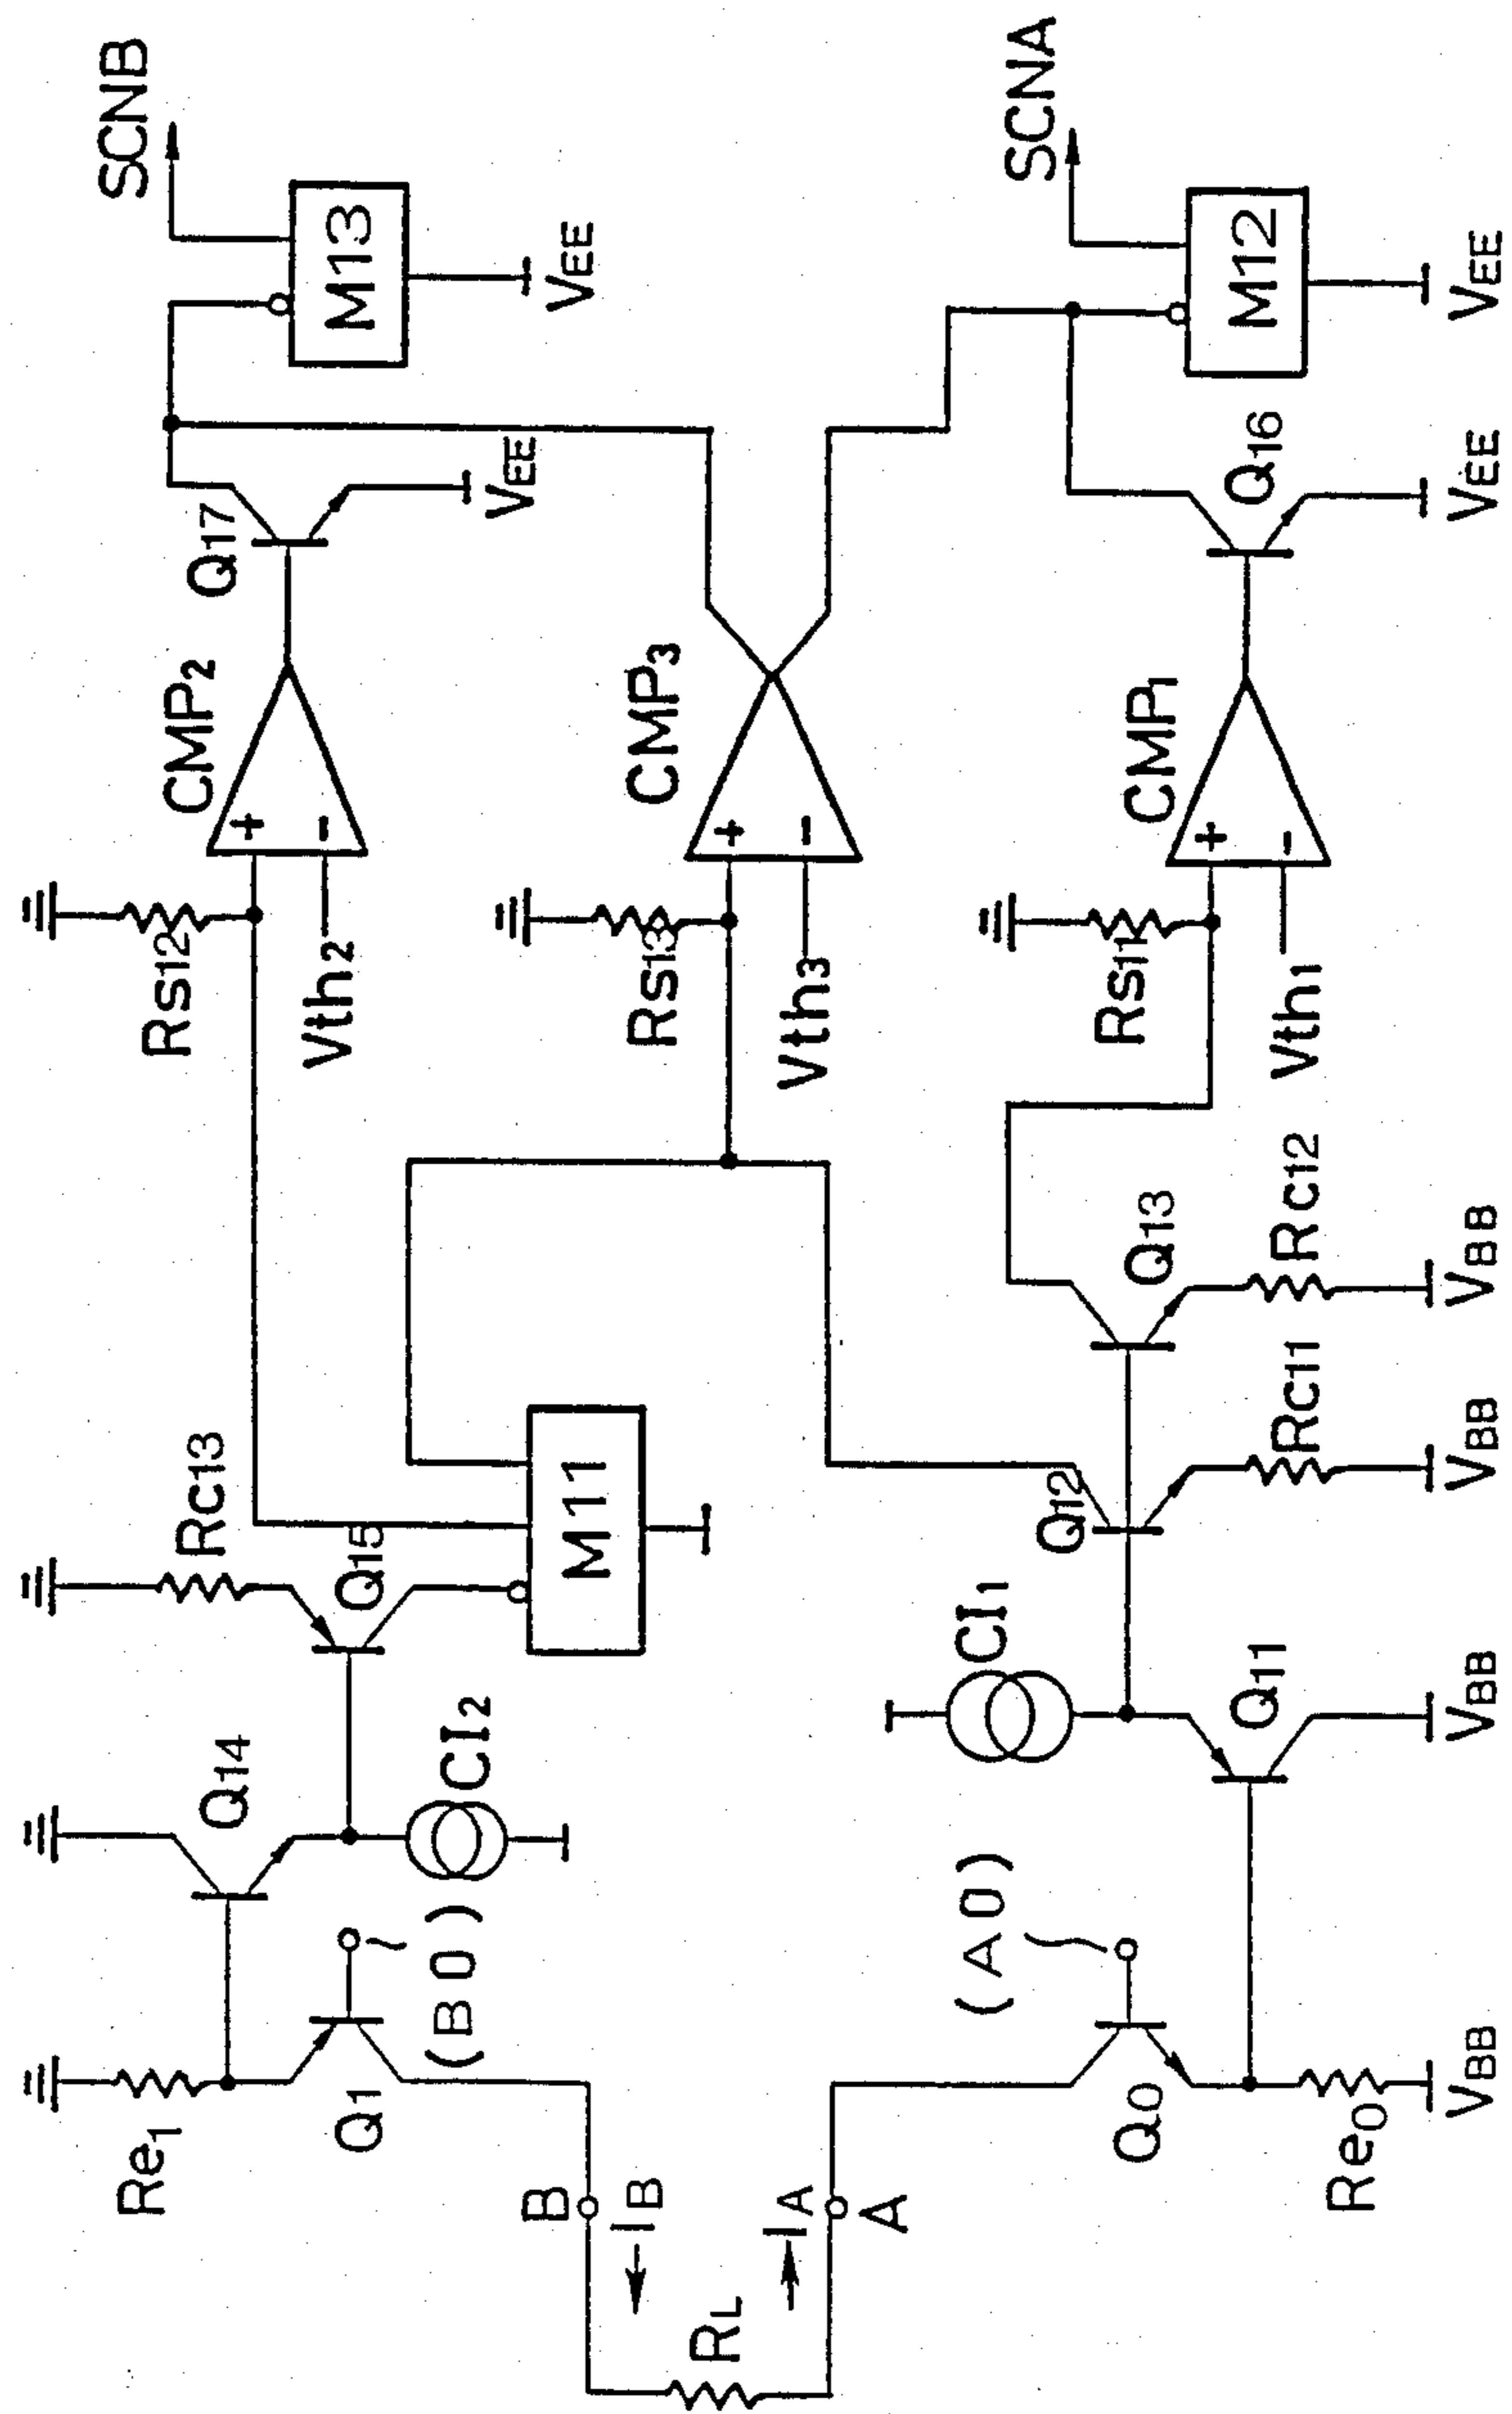 SCNB
M13
VEE
Q17
VEE
CMP2
+
-
Rs12
Vth2
Rc13
Q15
M11
Q14
CI2
Re1
Q1
(B0)
B
IB
RL
IA
A
CMP3
+
-
Rs13
Vth3
SCNA
M12
VEE
Q16
VEE
CMP1
+
-
Rs11
Vth1
Q13
Rc12
VBB
Q12
Rc11
VBB
CI1
Q11
VBB
(A0)
Q0
Re0
VBB